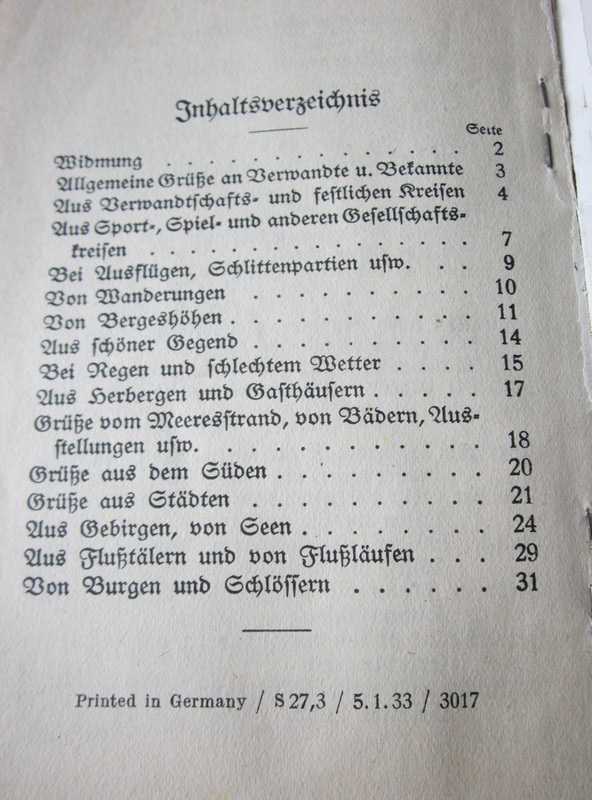 Inhaltsverzeichnis
Seite
Widmung . . . . . . . . . . . . . . 2
Allgemeine Grüße an Verwandte u. Bekannte 3
Aus Verwandtschafts- und festlichen Kreisen 4
Aus Sport-, Spiel- und anderen Gesellschafts-
kreisen . . . . . . . . . . . . . . . 7
Bei Ausflügen, Schlittenpartien usw. . . 9
Von Wanderungen . . . . . . . . . . 10
Von Bergeshöhen . . . . . . . . . . . 11
Aus schöner Gegend . . . . . . . . . . 14
Bei Regen und schlechtem Wetter . . . . 15
Aus Herbergen und Gasthäusern . . . . . 17
Grüße vom Meeresstrand, von Bädern, Aus-
stellungen usw. . . . . . . . . . . . 18
Grüße aus dem Süden . . . . . . . . . 20
Grüße aus Städten . . . . . . . . . . 21
Aus Gebirgen, von Seen . . . . . . . . 24
Aus Flußtälern und von Flußläufen . . . 29
Von Burgen und Schlössern . . . . . . 31
Printed in Germany / S 27,3 / 5.1.33 / 3017